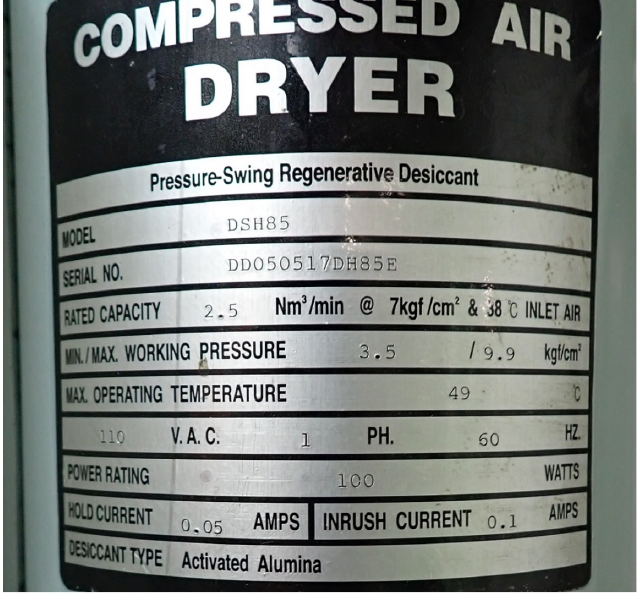 COMPRESSED AIR
DRYER
Pressure-Swing Regenerative Desiccant
MODEL DSH85
SERIAL NO. DD050517DH85E
RATED CAPACITY 2.5 Nm³/min @ 7kgf/cm² & 38 °C INLET AIR
MIN./MAX. WORKING PRESSURE 3.5 / 9.9 kgf/cm²
MAX. OPERATING TEMPERATURE 49 °C
110 V.A.C. 1 PH. 60 HZ.
POWER RATING 100 WATTS
HOLD CURRENT 0.05 AMPS INRUSH CURRENT 0.1 AMPS
DESICCANT TYPE Activated Alumina